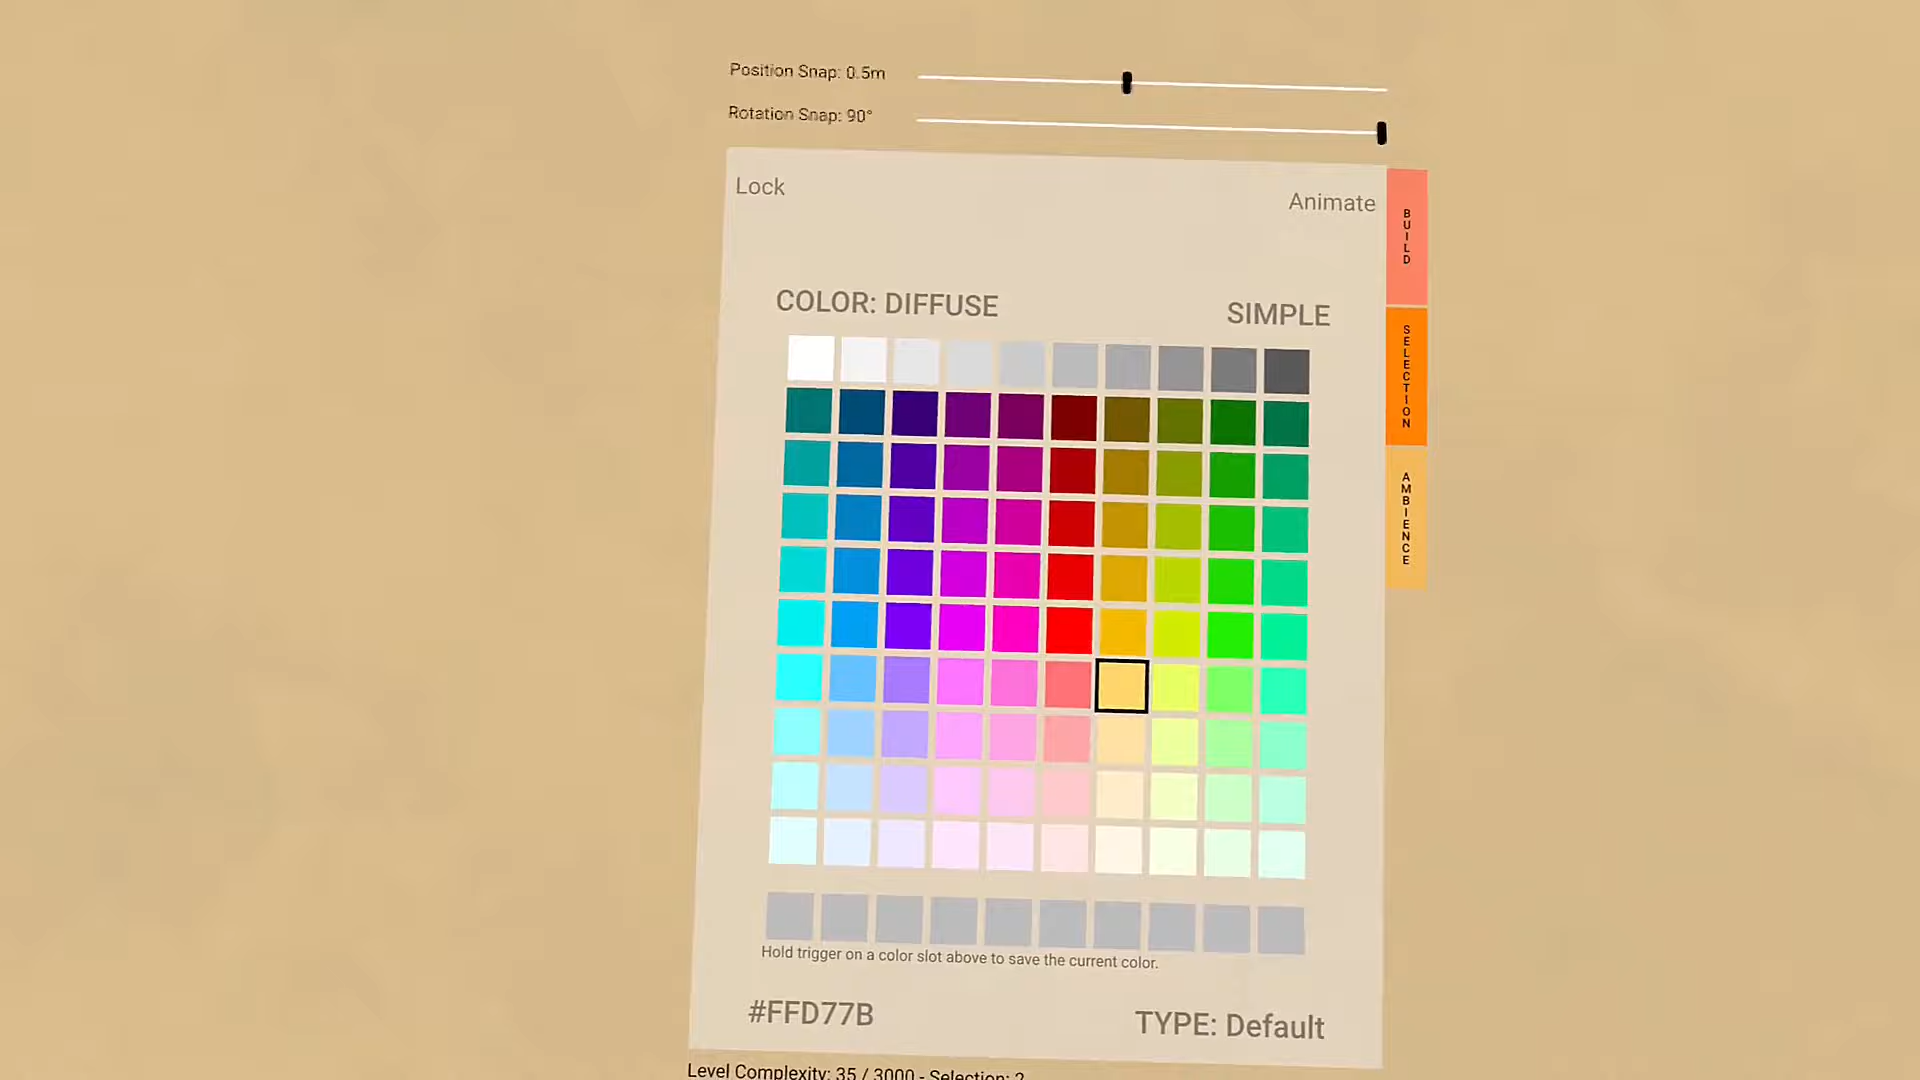 Position Snap: 0.5m
Rotation Snap: 90°
Lock
Animate
BUILD
COLOR: DIFFUSE
SIMPLE
SELECTION
AMBIENCE
Hold trigger on a color slot above to save the current color.
#FFD77B
TYPE: Default
Level Complexity: 35 / 3000 - Selection: 2